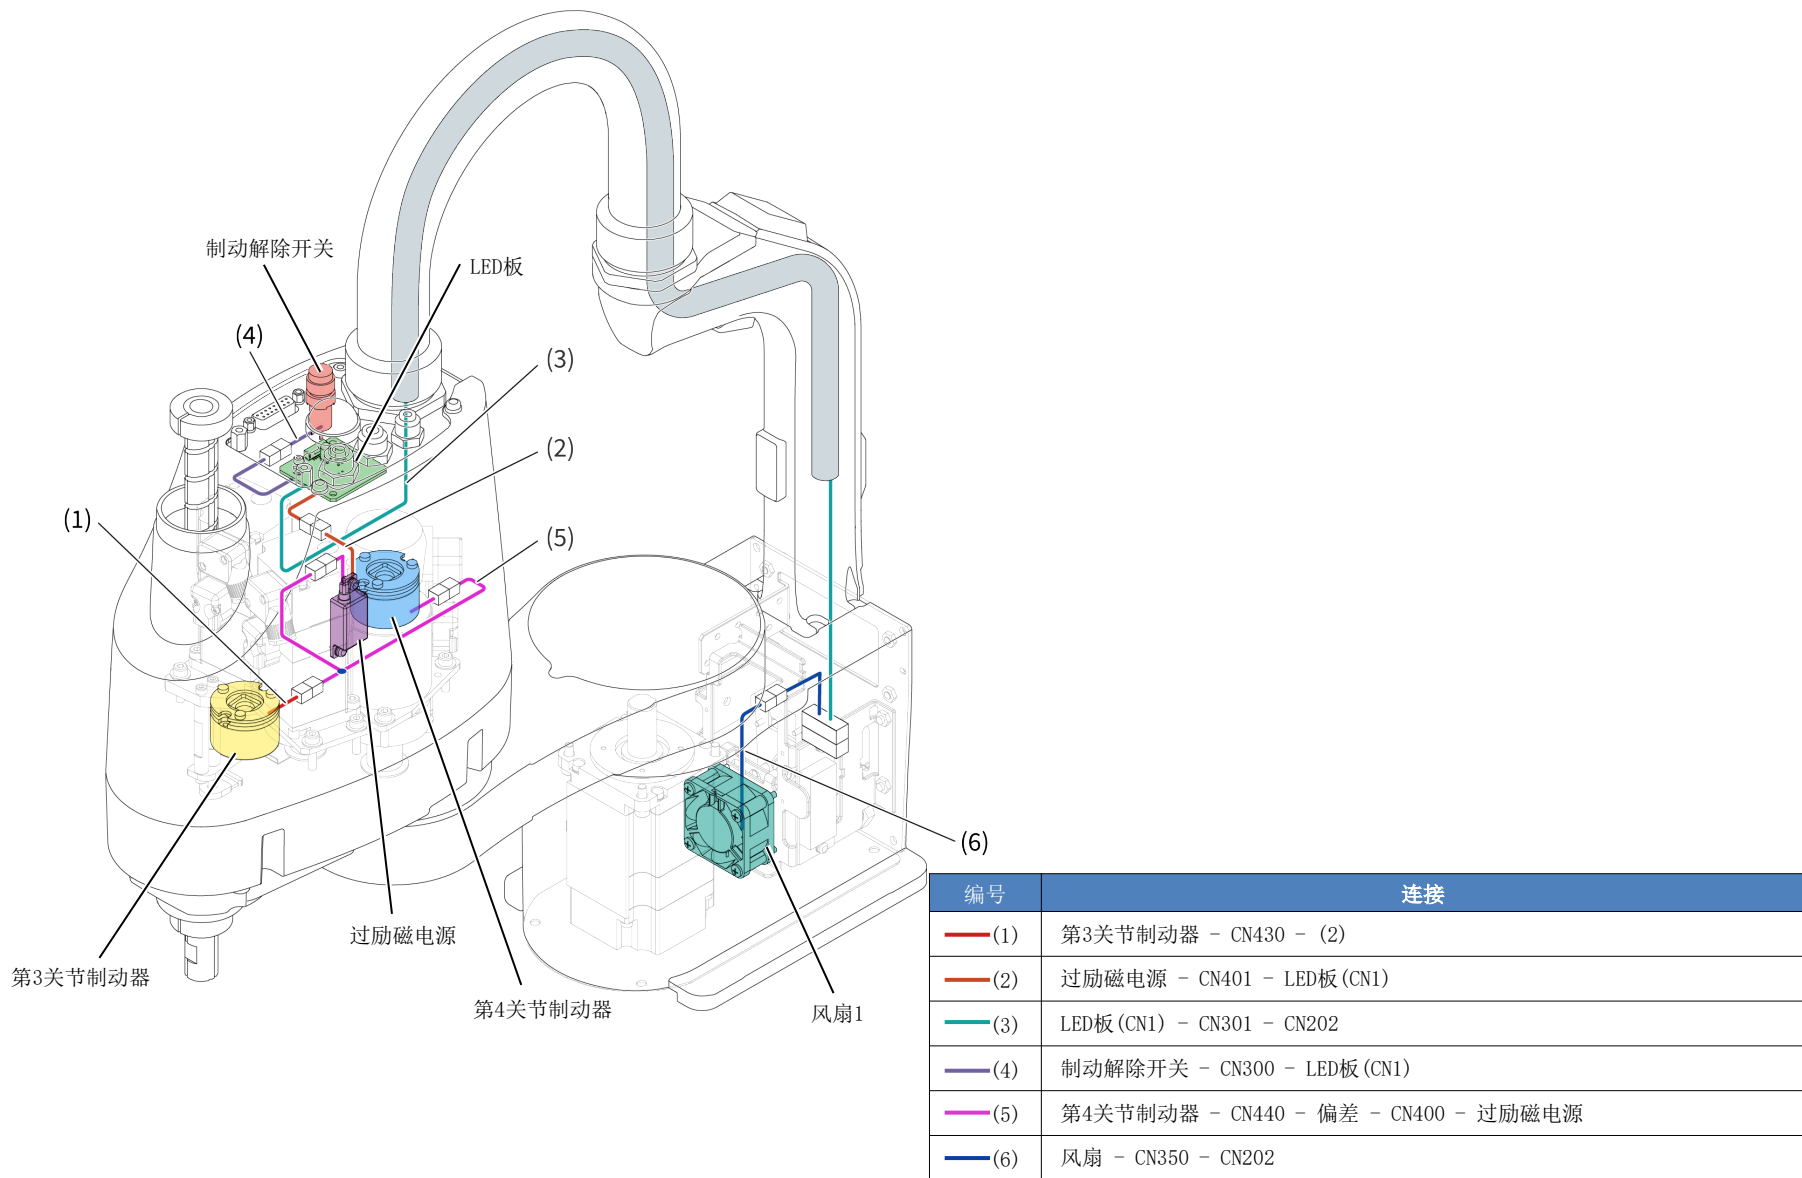 制动解除开关
LED板
(4)
(3)
(2)
(1)
(5)
(6)
过励磁电源
第3关节制动器
第4关节制动器
风扇1
编号 连接
(1) 第3关节制动器 - CN430 - (2)
(2) 过励磁电源 - CN401 - LED板(CN1)
(3) LED板(CN1) - CN301 - CN202
(4) 制动解除开关 - CN300 - LED板(CN1)
(5) 第4关节制动器 - CN440 - 偏差 - CN400 - 过励磁电源
(6) 风扇 - CN350 - CN202